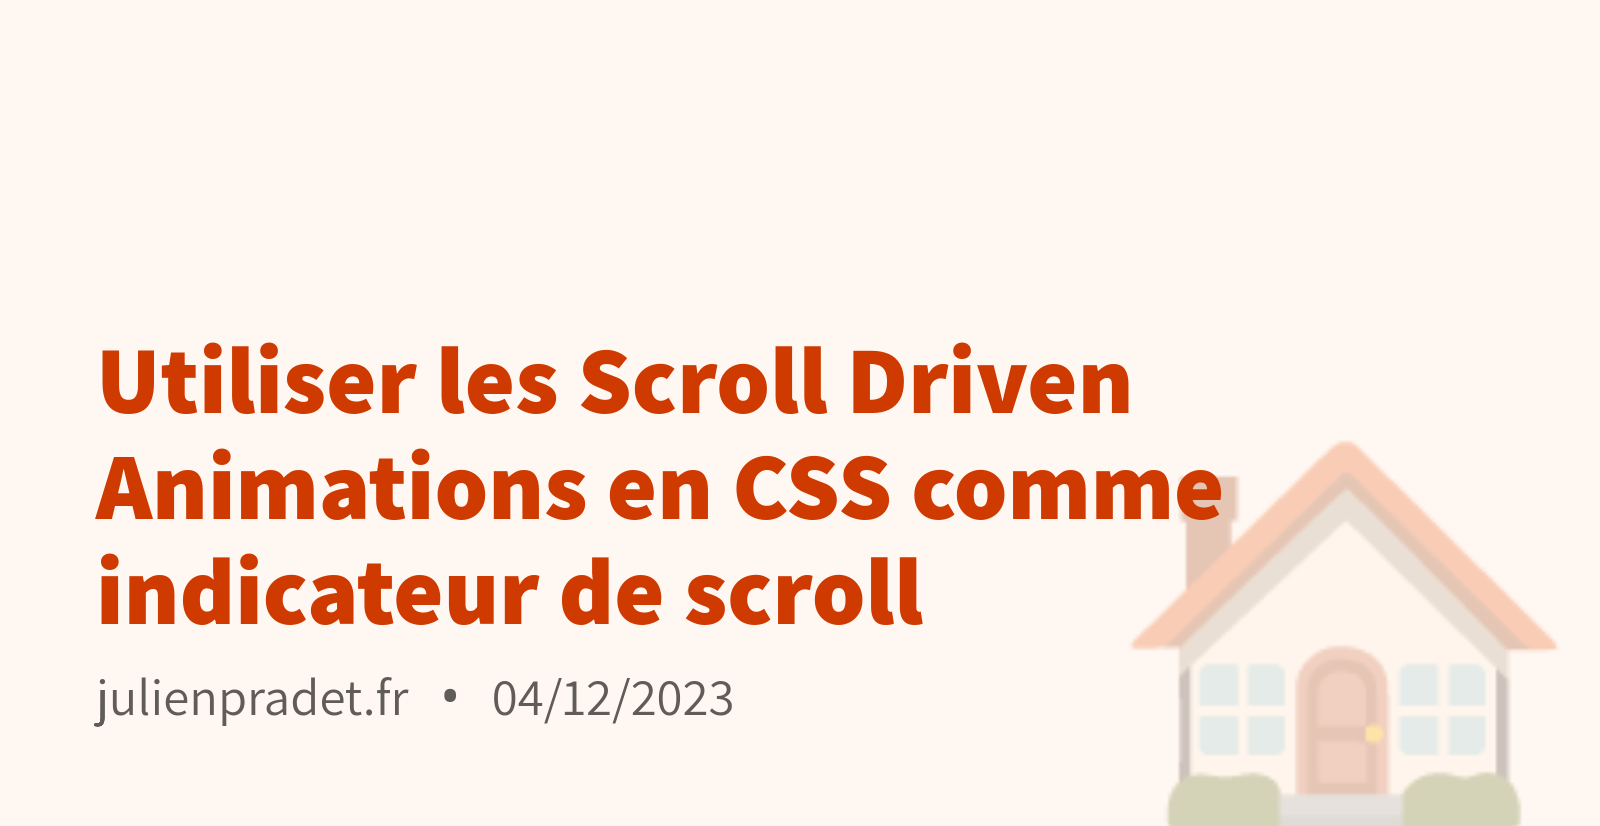 Utiliser les Scroll Driven
Animations en CSS comme
indicateur de scroll
julienpradet.fr • 04/12/2023